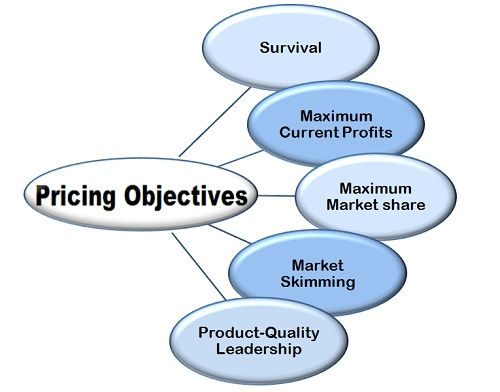 Survival
Maximum
Current Profits
Pricing Objectives
Maximum
Market share
Market
Skimming
Product-Quality
Leadership